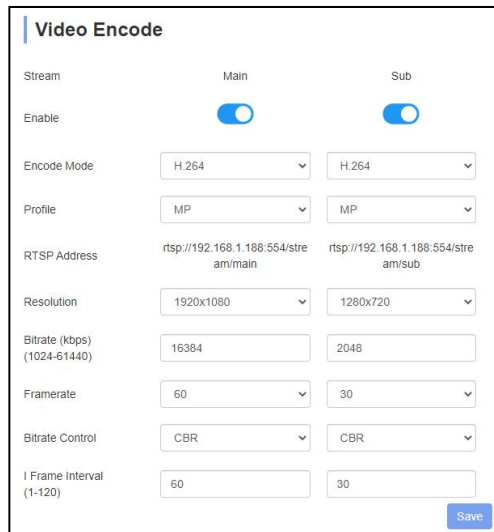 Video Encode
Stream Main Sub
Enable
Encode Mode H.264 H.264
Profile MP MP
RTSP Address rtsp://192.168.1.188:554/stre rtsp://192.168.1.188:554/stre
am/main am/sub
Resolution 1920x1080 1280x720
Bitrate (kbps)
(1024-61440) 16384 2048
Framerate 60 30
Bitrate Control CBR CBR
I Frame Interval
(1-120) 60 30
Save